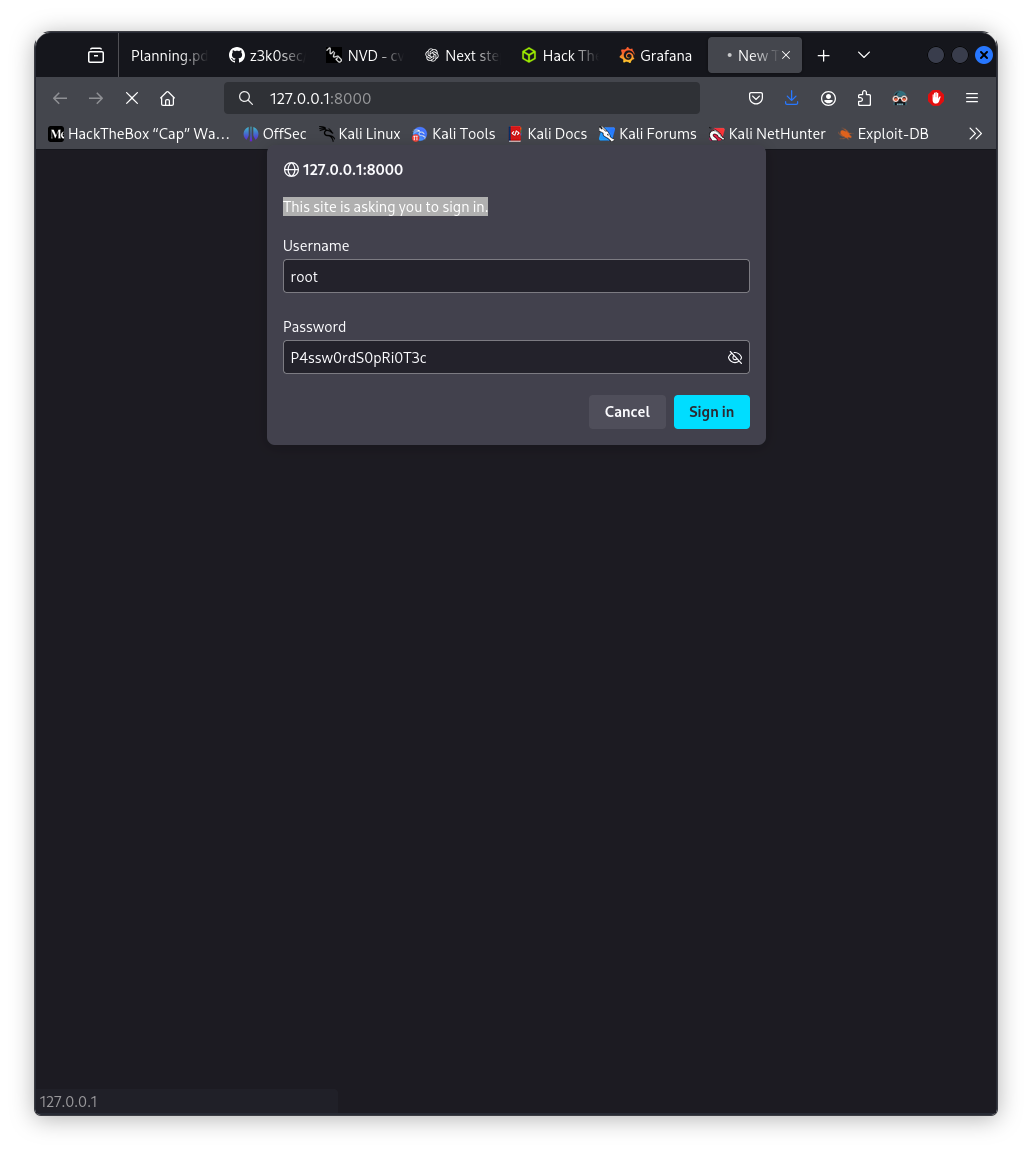 Planning.pd
z3k0sec
NVD - cv
Next ste
Hack Th
Grafana
New T
127.0.0.1:8000
HackTheBox “Cap” Wa…
OffSec
Kali Linux
Kali Tools
Kali Docs
Kali Forums
Kali NetHunter
Exploit-DB
127.0.0.1:8000
This site is asking you to sign in.
Username
root
Password
P4ssw0rdS0pRi0T3c
Cancel
Sign in
127.0.0.1